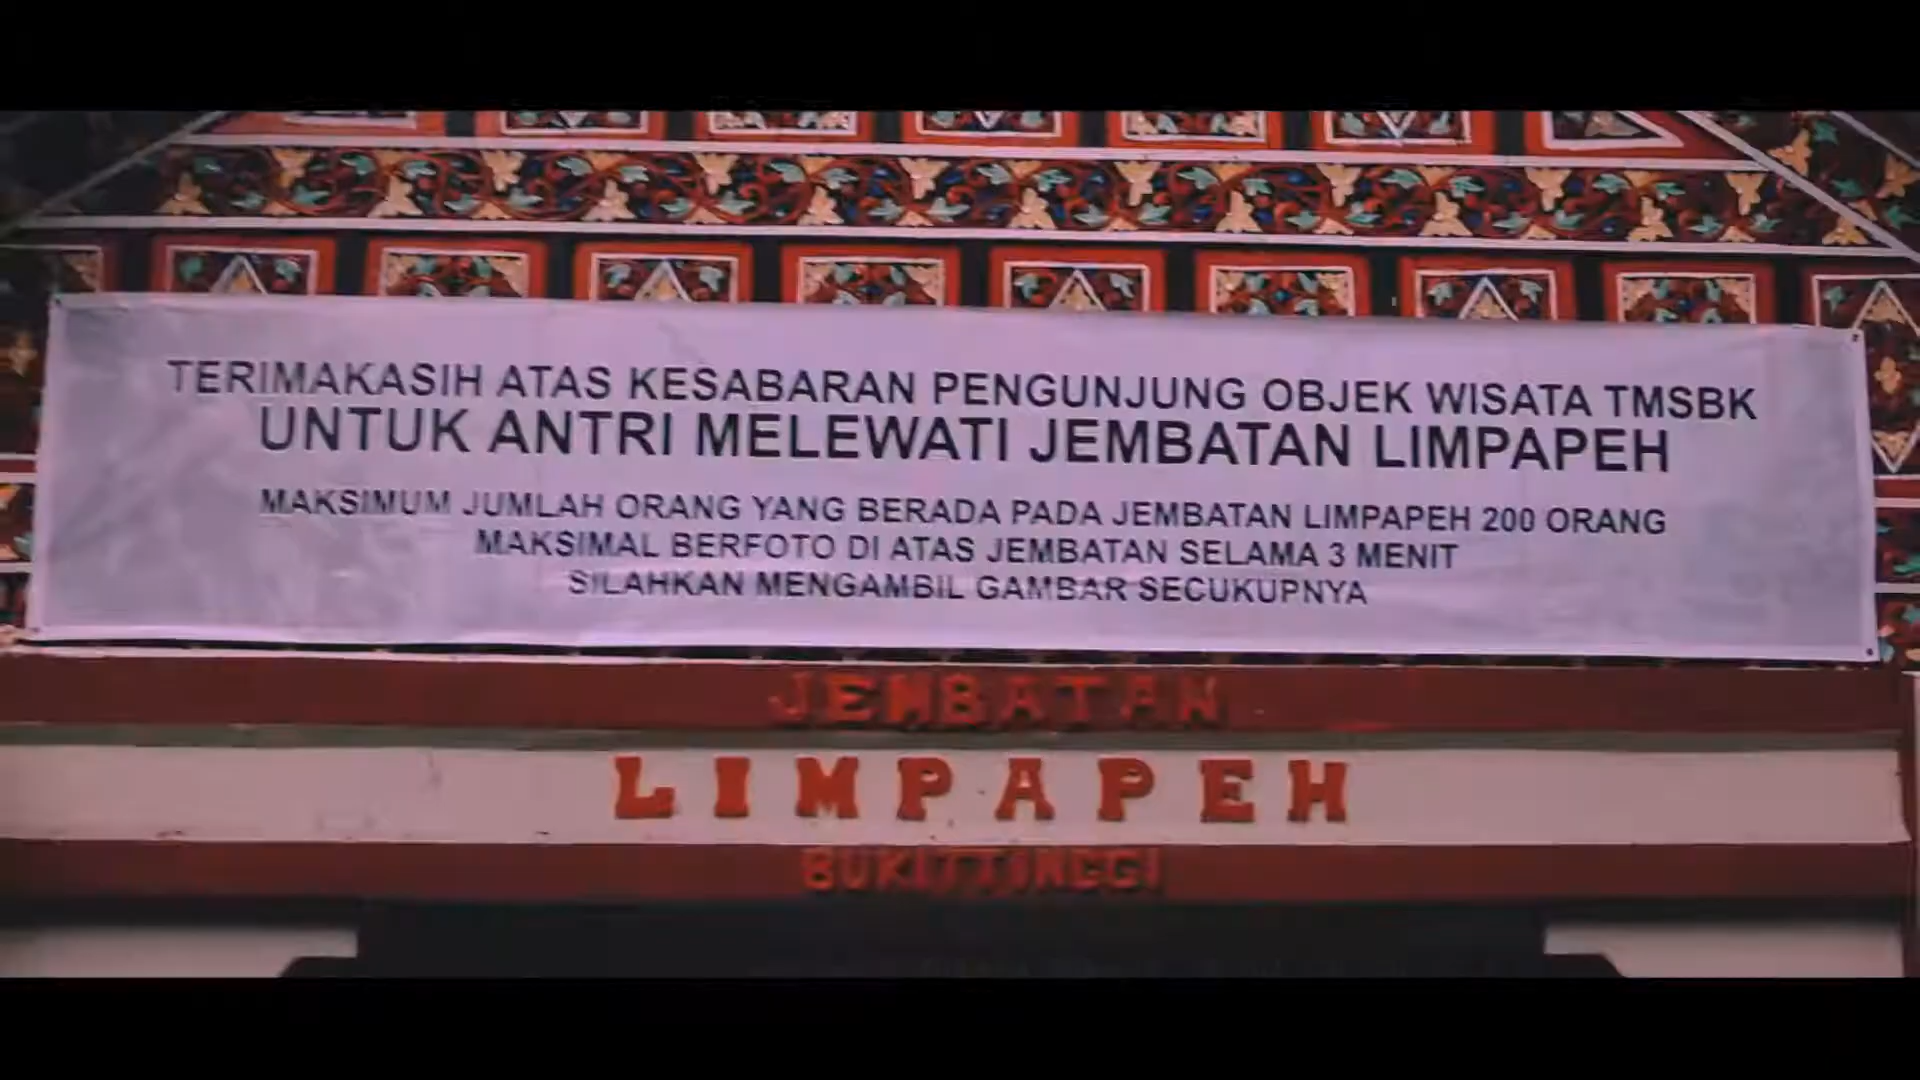 TERIMAKASIH ATAS KESABARAN PENGUNJUNG OBJEK WISATA TMSBK
UNTUK ANTRI MELEWATI JEMBATAN LIMPAPEH
MAKSIMUM JUMLAH ORANG YANG BERADA PADA JEMBATAN LIMPAPEH 200 ORANG
MAKSIMAL BERFOTO DI ATAS JEMBATAN SELAMA 3 MENIT
SILAHKAN MENGAMBIL GAMBAR SECUKUPNYA
JEMBATAN
LIMPAPEH
BUKITTINGGI